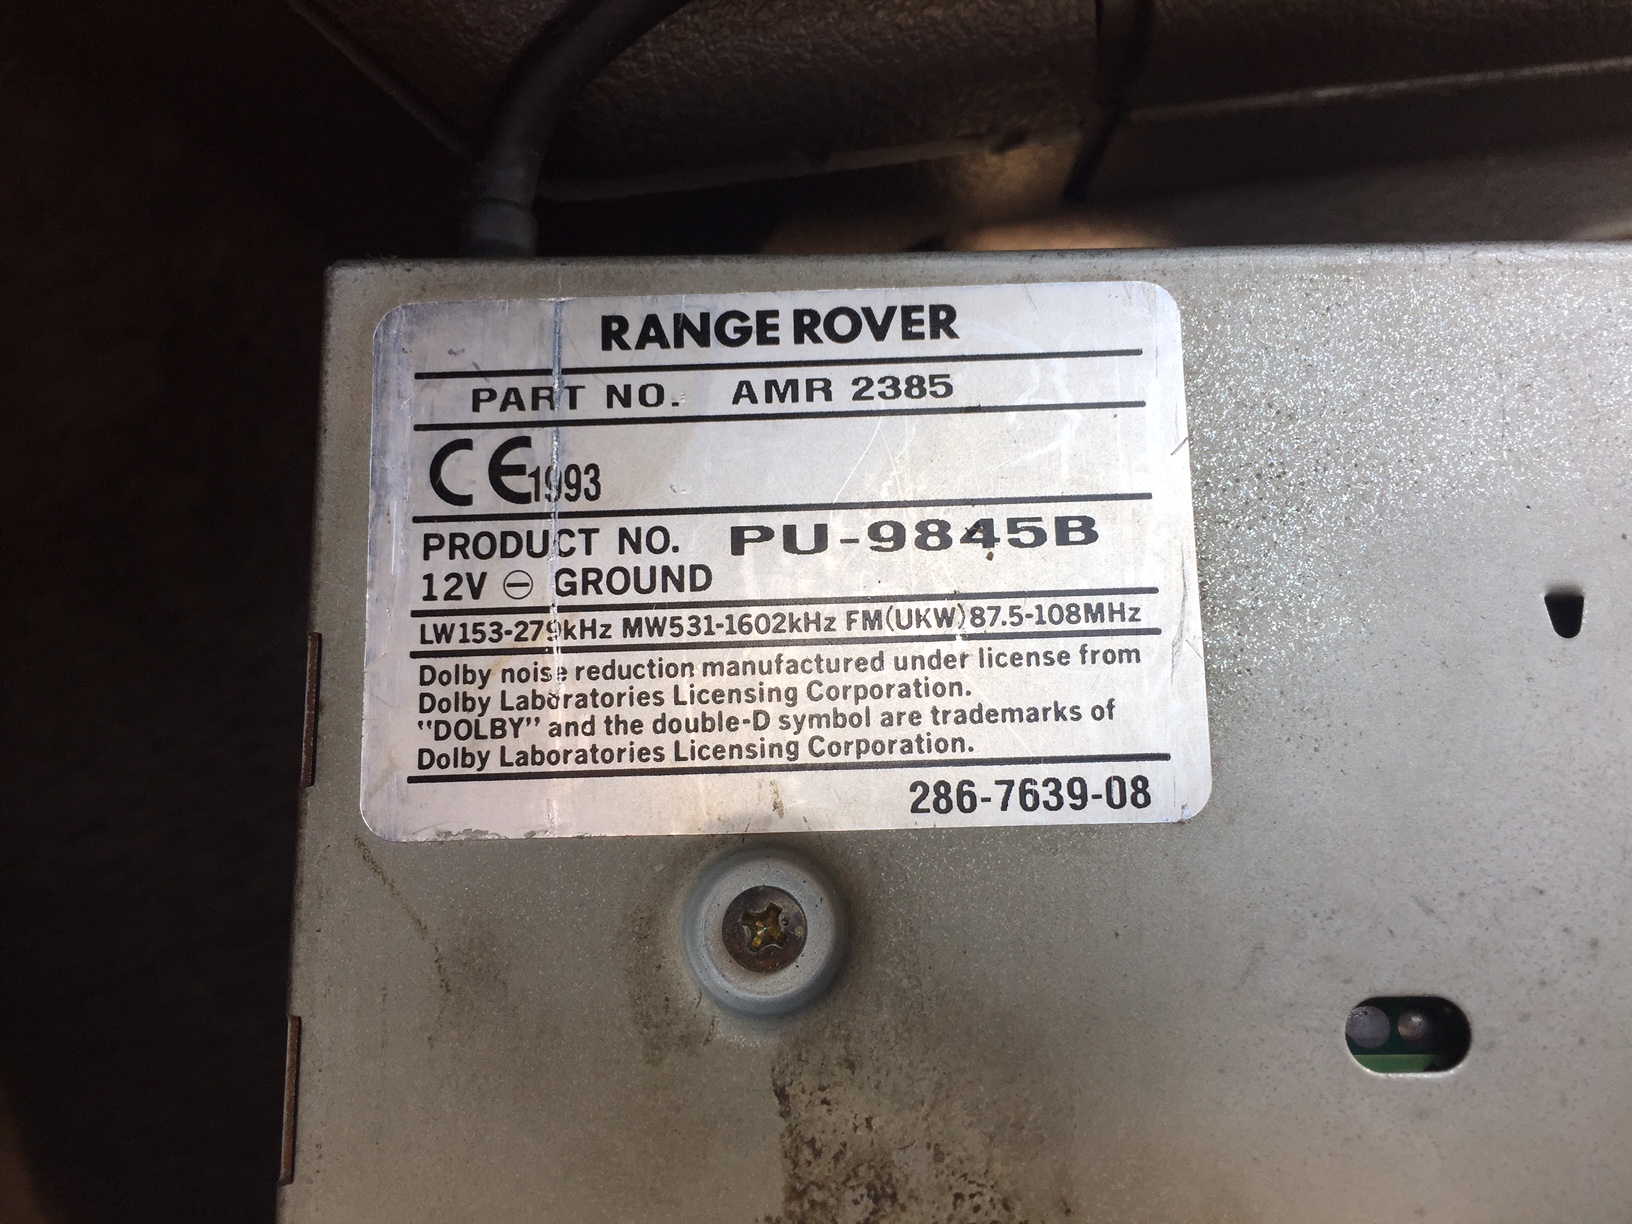 RANGE ROVER
PART NO. AMR 2385
CE 1993
PRODUCT NO. PU-9845B
12V ⊖ GROUND
LW153-279kHz MW531-1602kHz FM(UKW)87.5-108MHz
Dolby noise reduction manufactured under license from
Dolby Laboratories Licensing Corporation.
"DOLBY" and the double-D symbol are trademarks of
Dolby Laboratories Licensing Corporation.
286-7639-08